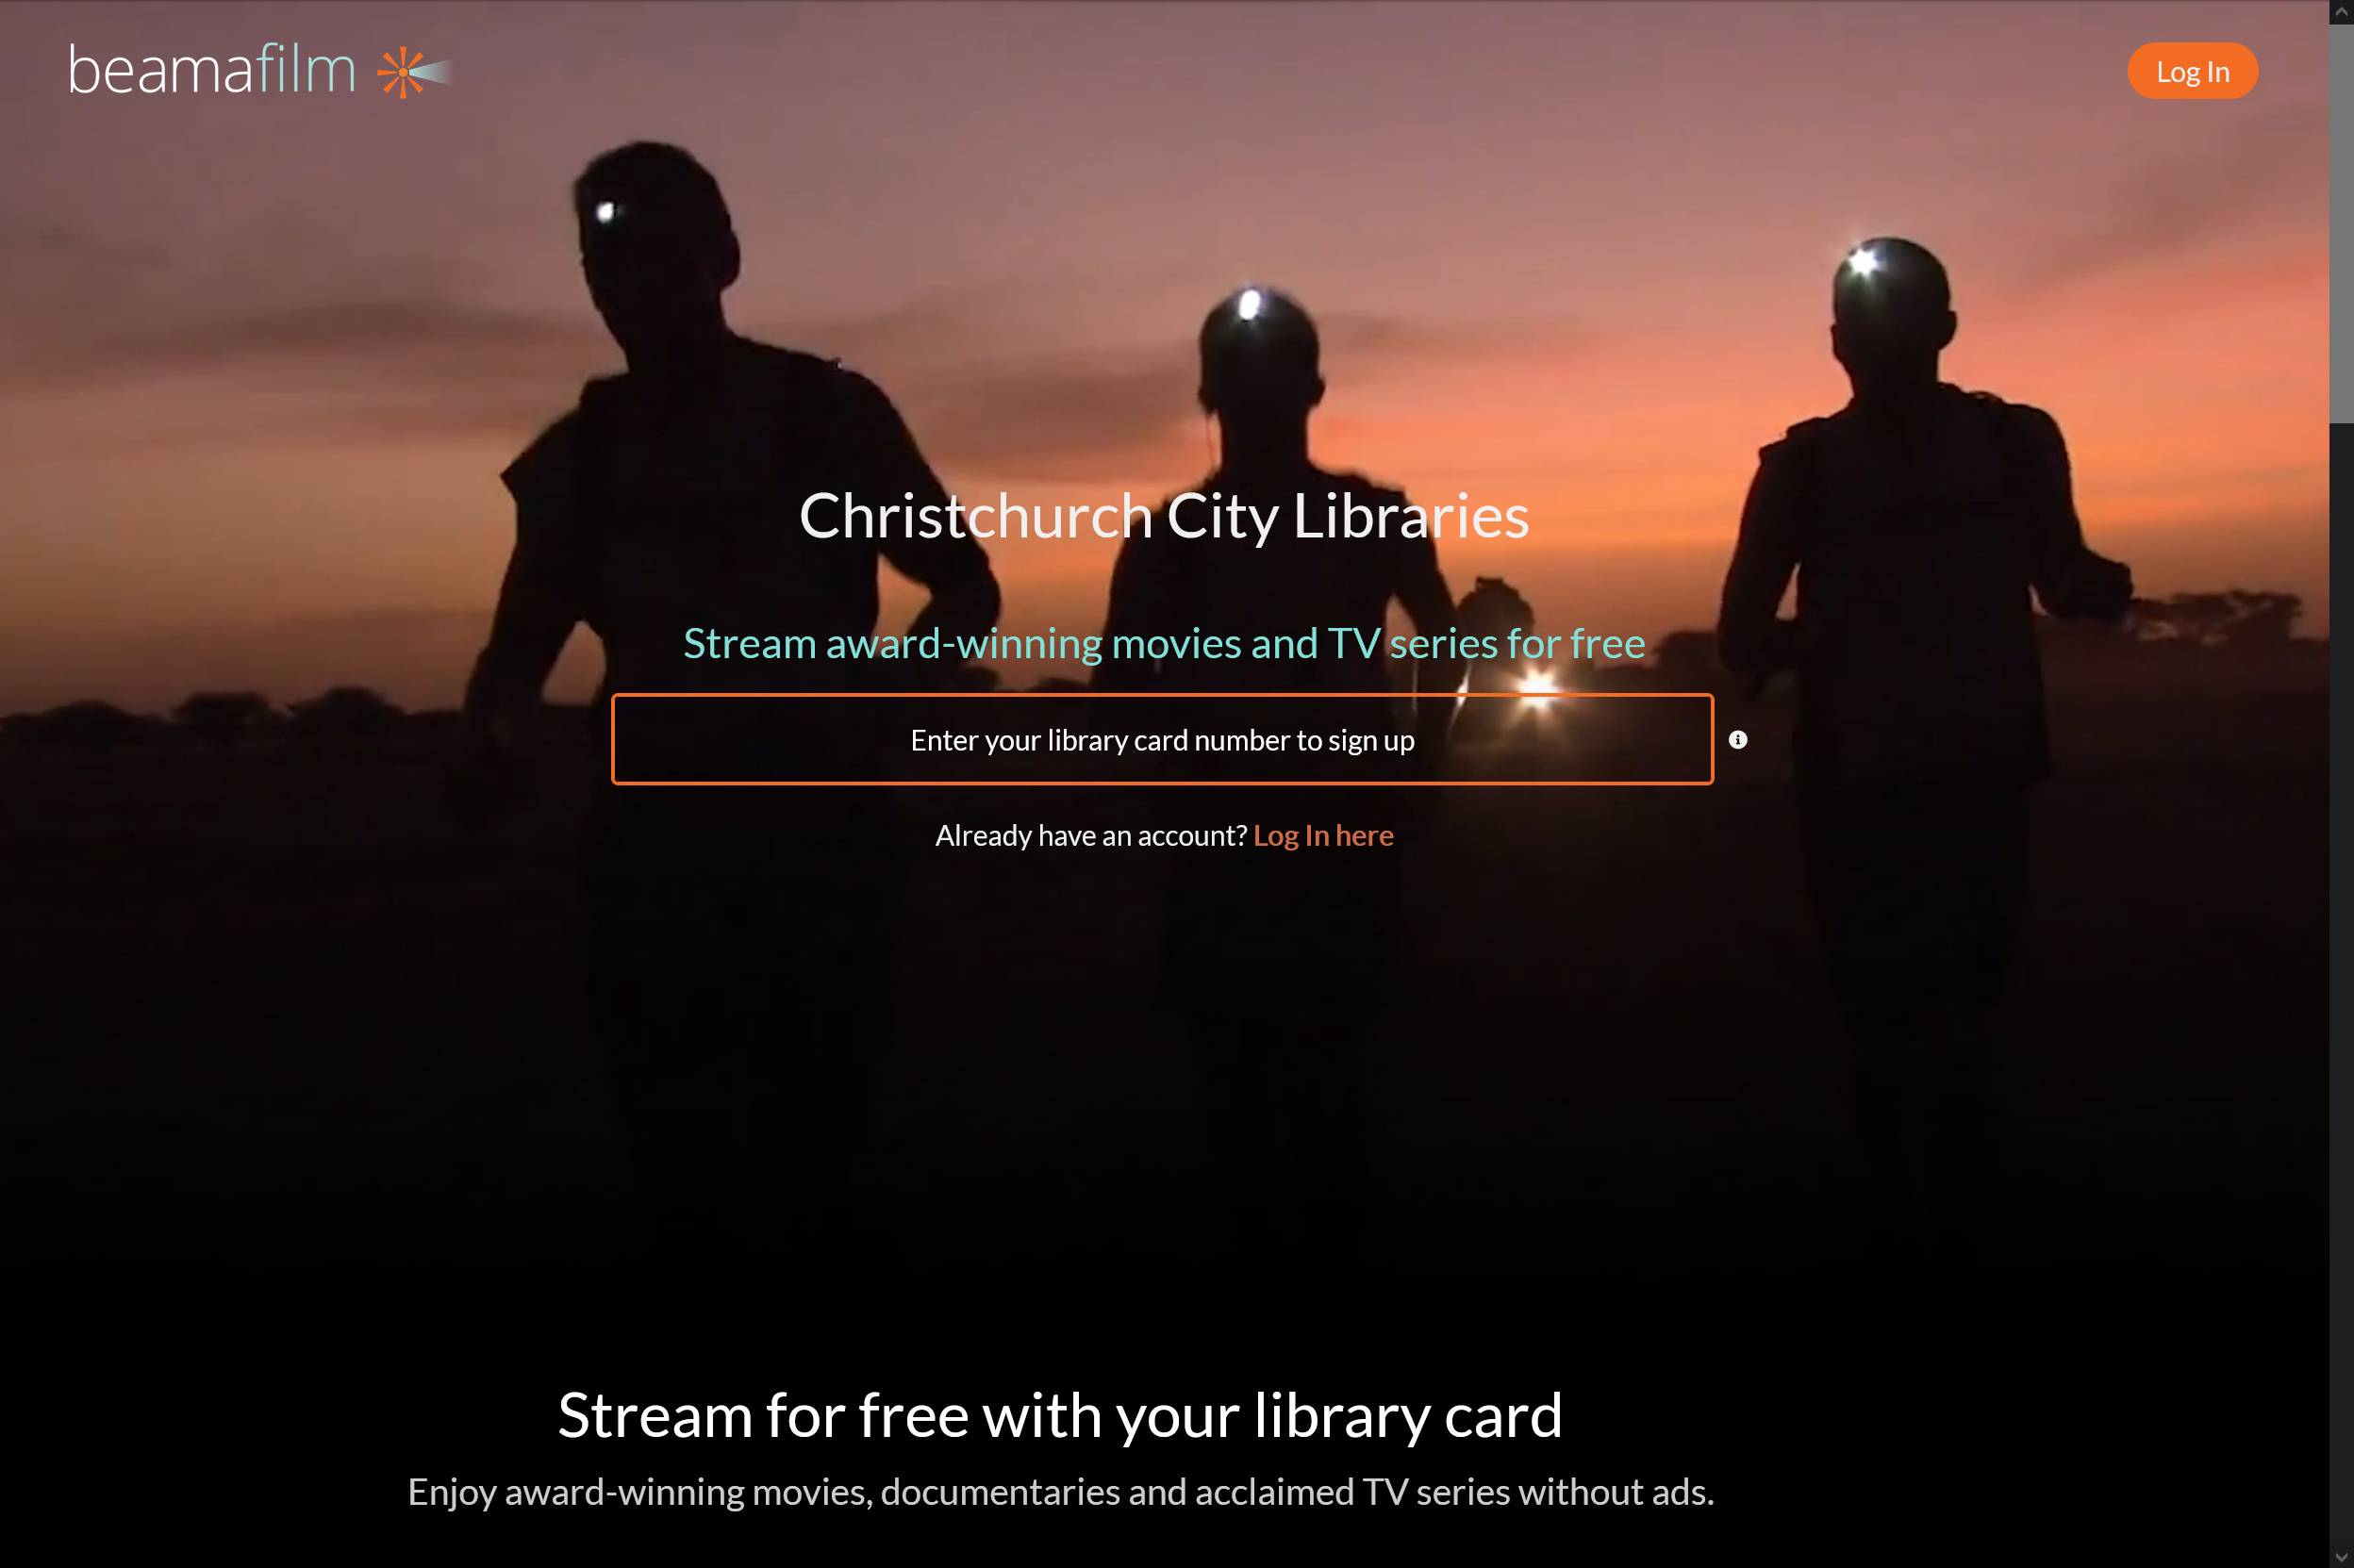 beamafilm
Log In
Christchurch City Libraries
Stream award-winning movies and TV series for free
Enter your library card number to sign up
Already have an account? Log In here
Stream for free with your library card
Enjoy award-winning movies, documentaries and acclaimed TV series without ads.